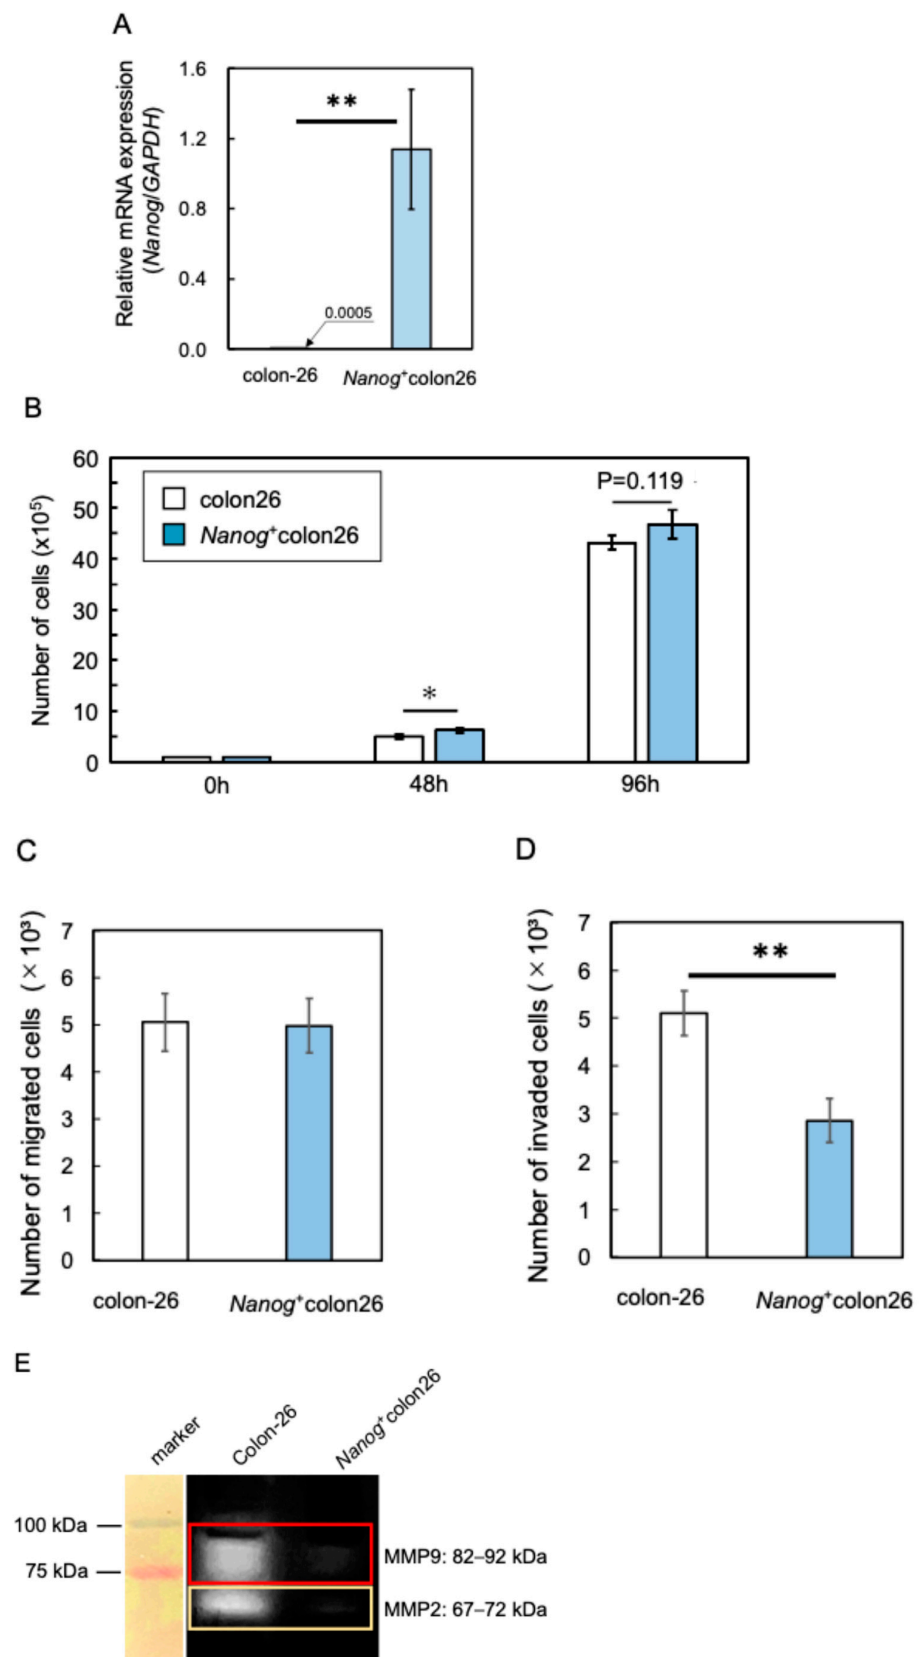 A
Relative mRNA expression
(Nanog/GAPDH)
1.6
1.2
0.8
0.4
0.0
**
0.0005
colon-26
Nanog⁺colon26
B
Number of cells (x10⁵)
60
50
40
30
20
10
0
colon26
Nanog⁺colon26
*
P=0.119
0h
48h
96h
C
Number of migrated cells (×10³)
7
6
5
4
3
2
1
0
colon-26
Nanog⁺colon26
D
Number of invaded cells (×10³)
7
6
5
4
3
2
1
0
**
colon-26
Nanog⁺colon26
E
marker
Colon-26
Nanog⁺colon26
100 kDa
75 kDa
MMP9: 82–92 kDa
MMP2: 67–72 kDa